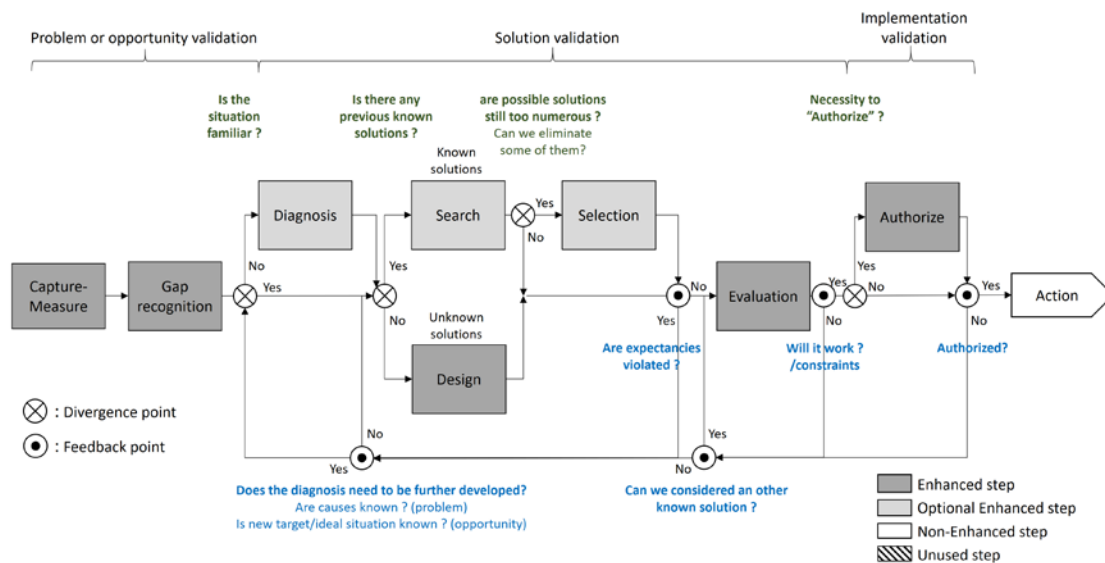 Problem or opportunity validation
Solution validation
Implementation
validation
Is the
situation
familiar ?
Is there any
previous known
solutions ?
are possible solutions
still too numerous ?
Can we eliminate
some of them?
Necessity to
"Authorize" ?
Known
solutions
Diagnosis
Search
Yes
Selection
Authorize
No
No
Yes
Yes
Yes
Capture-
Measure
Gap
recognition
Yes
No
No
Evaluation
Yes
No
Yes
Action
Unknown
solutions
Yes
No
No
Design
Are expectancies
violated ?
Will it work ?
/constraints
Authorized?
: Divergence point
: Feedback point
No
Yes
Yes
No
Does the diagnosis need to be further developed?
Are causes known ? (problem)
Is new target/ideal situation known ? (opportunity)
Can we considered an other
known solution ?
Enhanced step
Optional Enhanced step
Non-Enhanced step
Unused step